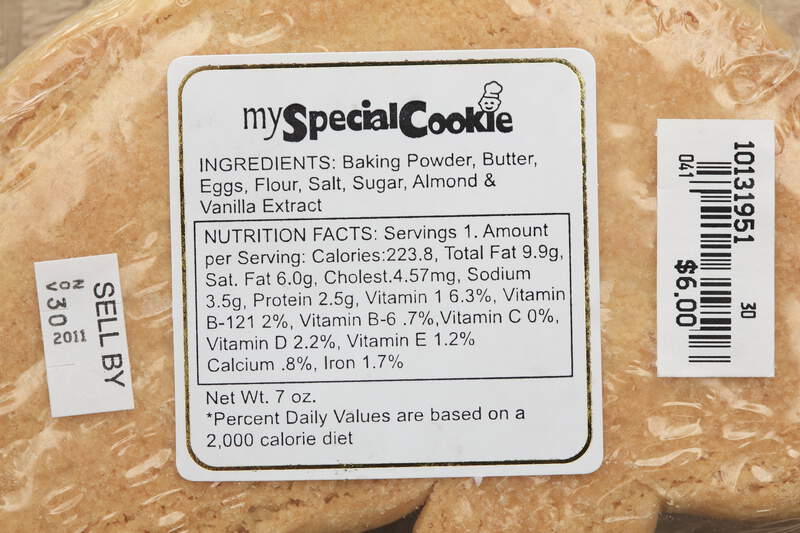 mySpecialCookie
INGREDIENTS: Baking Powder, Butter,
Eggs, Flour, Salt, Sugar, Almond &
Vanilla Extract
NUTRITION FACTS: Servings 1. Amount
per Serving: Calories:223.8, Total Fat 9.9g,
Sat. Fat 6.0g, Cholest.4.57mg, Sodium
3.5g, Protein 2.5g, Vitamin 1 6.3%, Vitamin
B-121 2%, Vitamin B-6 .7%,Vitamin C 0%,
Vitamin D 2.2%, Vitamin E 1.2%
Calcium .8%, Iron 1.7%
Net Wt. 7 oz.
*Percent Daily Values are based on a
2,000 calorie diet
SELL BY
NOV 30 2011
10131951
041
3D
$6.00